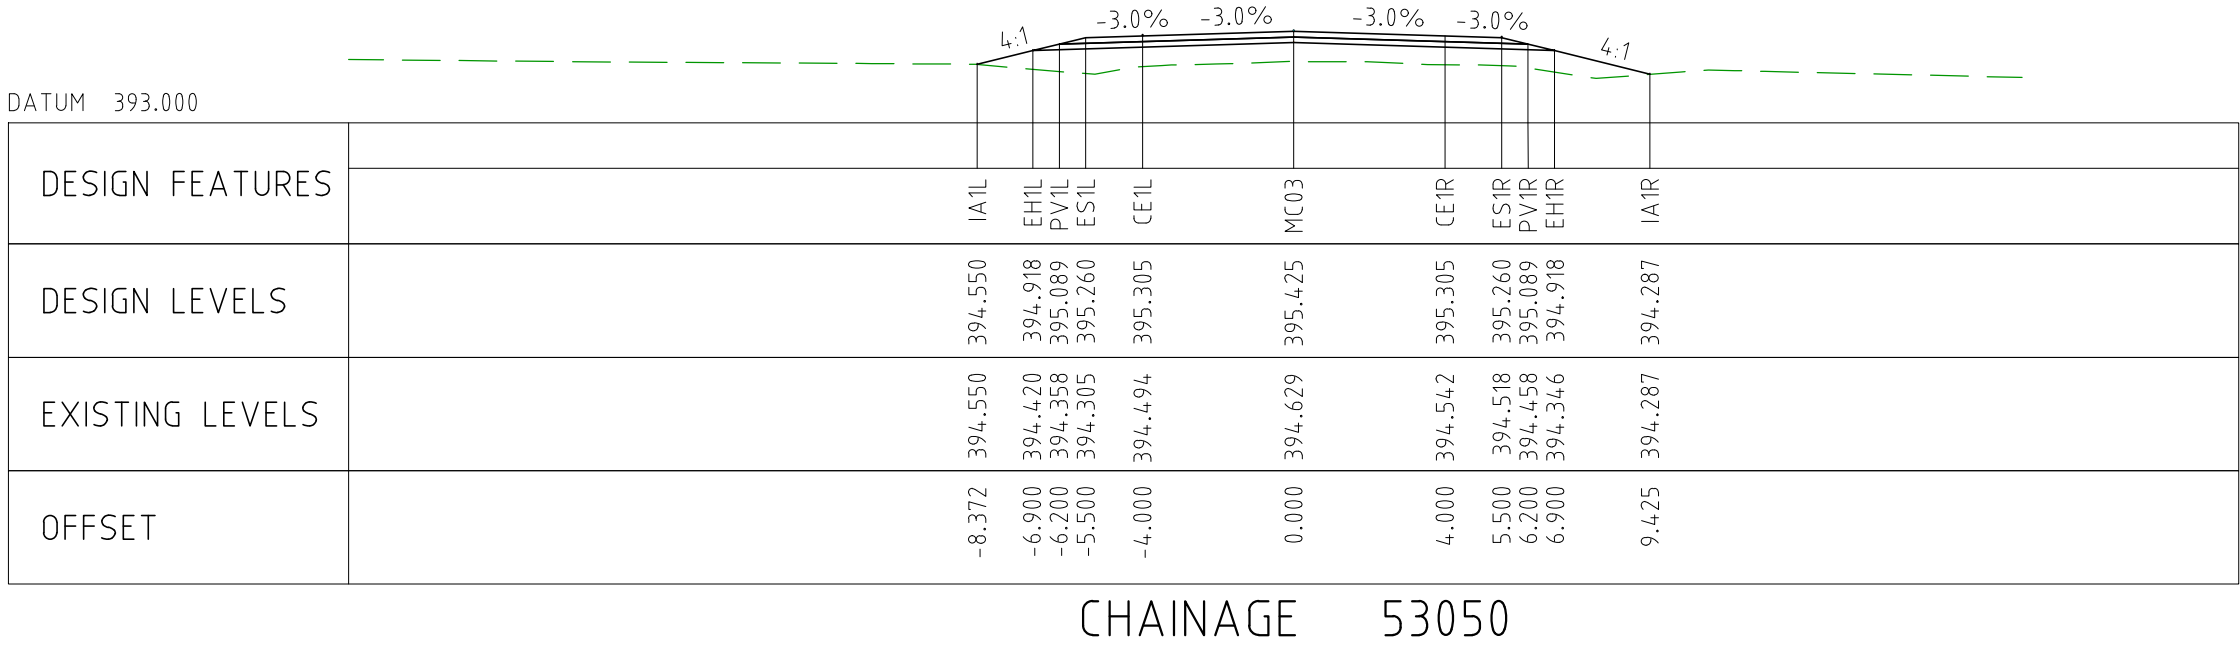 4:1 -3.0% -3.0% -3.0% -3.0% 4:1
DATUM 393.000
DESIGN FEATURES IA1L EH1L PV1L ES1L CE1L MC03 CE1R ES1R PV1R EH1R IA1R
DESIGN LEVELS 394.550 394.918 395.089 395.260 395.305 395.425 395.305 395.260 395.089 394.918 394.287
EXISTING LEVELS 394.550 394.420 394.358 394.305 394.494 394.629 394.542 394.518 394.458 394.346 394.287
OFFSET -8.372 -6.900 -6.200 -5.500 -4.000 0.000 4.000 5.500 6.200 6.900 9.425
CHAINAGE 53050